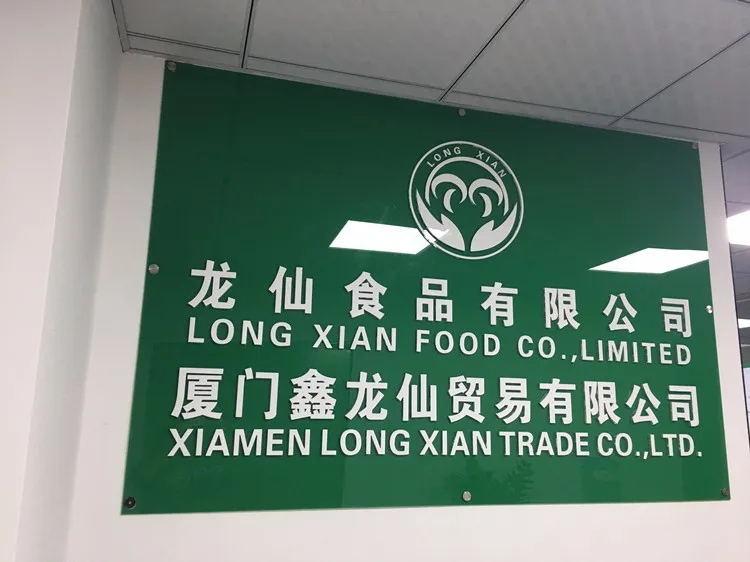 LONG XIAN
龙仙食品有限公司
LONG XIAN FOOD CO.,LIMITED
厦门鑫龙仙贸易有限公司
XIAMEN LONG XIAN TRADE CO.,LTD.